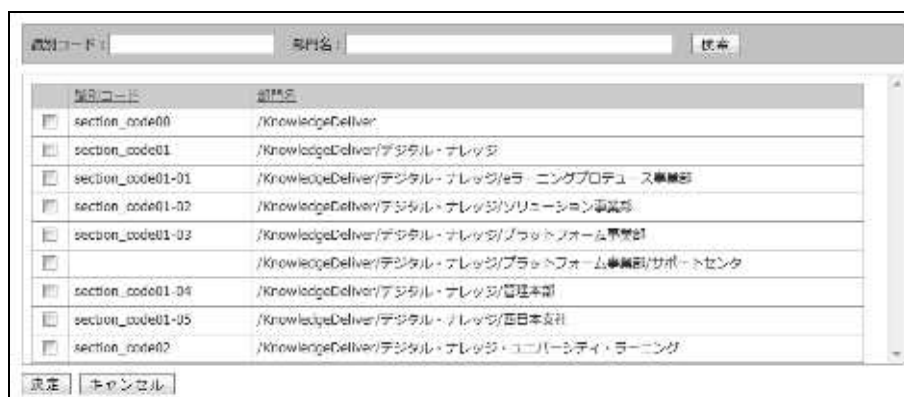 識別コード： 部門名： 検索
識別コード 部門名
section_code00 /KnowledgeDeliver
section_code01 /KnowledgeDeliver/デジタル・ナレッジ
section_code01-01 /KnowledgeDeliver/デジタル・ナレッジ/eラーニングプロデュース事業部
section_code01-02 /KnowledgeDeliver/デジタル・ナレッジ/ソリューション事業部
section_code01-03 /KnowledgeDeliver/デジタル・ナレッジ/プラットフォーム事業部
/KnowledgeDeliver/デジタル・ナレッジ/プラットフォーム事業部/サポートセンタ
section_code01-04 /KnowledgeDeliver/デジタル・ナレッジ/管理本部
section_code01-05 /KnowledgeDeliver/デジタル・ナレッジ/西日本支社
section_code02 /KnowledgeDeliver/デジタル・ナレッジ・ユニバーシティ・ラーニング
決定 キャンセル